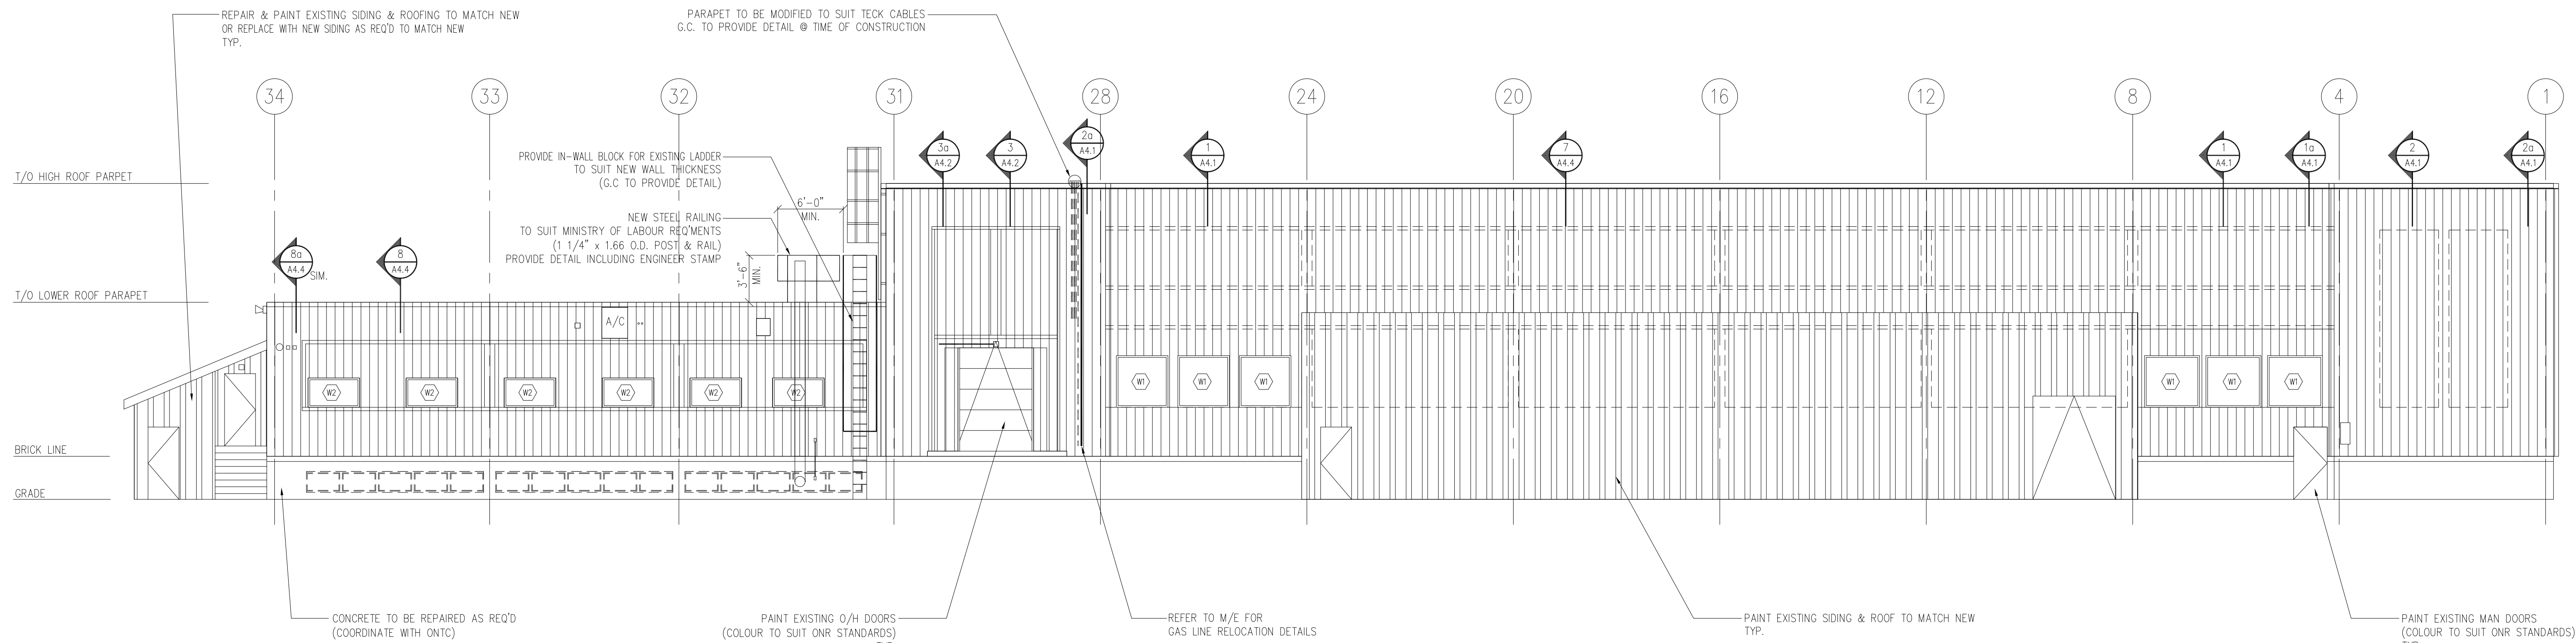 REPAIR & PAINT EXISTING SIDING & ROOFING TO MATCH NEW
OR REPLACE WITH NEW SIDING AS REQ'D TO MATCH NEW
TYP.
PARAPET TO BE MODIFIED TO SUIT TECK CABLES
G.C. TO PROVIDE DETAIL @ TIME OF CONSTRUCTION
34
33
32
31
28
24
20
16
12
8
4
1
3a
A4.2
3
A4.2
2a
A4.1
1
A4.1
7
A4.4
1
A4.1
1a
A4.1
2
A4.1
2a
A4.1
PROVIDE IN-WALL BLOCK FOR EXISTING LADDER
TO SUIT NEW WALL THICKNESS
(G.C TO PROVIDE DETAIL)
T/O HIGH ROOF PARPET
6'-0"
MIN.
NEW STEEL RAILING
TO SUIT MINISTRY OF LABOUR REQ'MENTS
(1 1/4" x 1.66 O.D. POST & RAIL)
PROVIDE DETAIL INCLUDING ENGINEER STAMP
3'-6"
MIN.
8a
A4.4
SIM.
8
A4.4
T/O LOWER ROOF PARAPET
A/C
W2
W2
W2
W2
W2
W2
W1
W1
W1
W1
W1
W1
BRICK LINE
GRADE
CONCRETE TO BE REPAIRED AS REQ'D
(COORDINATE WITH ONTC)
PAINT EXISTING O/H DOORS
(COLOUR TO SUIT ONR STANDARDS)
REFER TO M/E FOR
GAS LINE RELOCATION DETAILS
PAINT EXISTING SIDING & ROOF TO MATCH NEW
TYP.
PAINT EXISTING MAN DOORS
(COLOUR TO SUIT ONR STANDARDS)